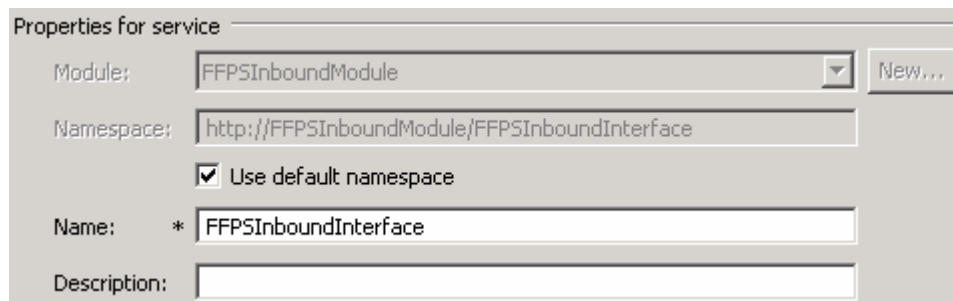 Properties for service
Module: FFPSInboundModule New...
Namespace: http://FFPSInboundModule/FFPSInboundInterface
Use default namespace
Name: * FFPSInboundInterface
Description: